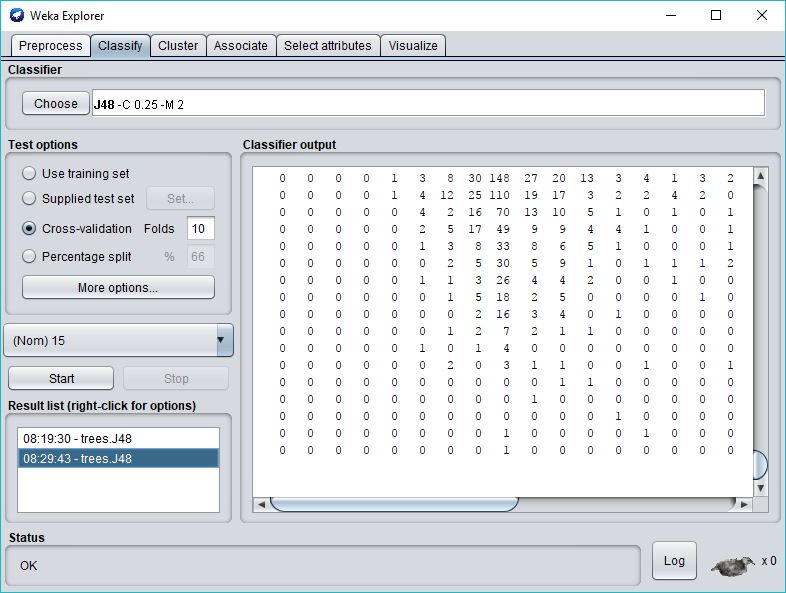 Weka Explorer
Preprocess Classify Cluster Associate Select attributes Visualize
Classifier
Choose J48 -C 0.25 -M 2
Test options
Use training set
Supplied test set Set...
Cross-validation Folds 10
Percentage split % 66
More options...
(Nom) 15
Start Stop
Result list (right-click for options)
08:19:30 - trees.J48
08:29:43 - trees.J48
Classifier output
0 0 0 0 1 3 8 30 148 27 20 13 3 4 1 3 2
0 0 0 0 1 4 12 25 110 19 17 3 2 2 4 2 0
0 0 0 0 0 4 2 16 70 13 10 5 1 0 1 0 1
0 0 0 0 0 2 5 17 49 9 9 4 4 1 0 0 1
0 0 0 0 0 1 3 8 33 8 6 5 1 0 0 0 1
0 0 0 0 0 0 2 5 30 5 9 1 0 1 1 1 2
0 0 0 0 0 1 1 3 26 4 4 2 0 0 1 0 0
0 0 0 0 0 0 1 5 18 2 5 0 0 0 0 1 0
0 0 0 0 0 0 0 2 16 3 4 0 1 0 0 0 0
0 0 0 0 0 0 1 2 7 2 1 1 0 0 0 0 0
0 0 0 0 0 1 0 1 4 0 0 0 0 0 0 0 0
0 0 0 0 0 0 2 0 3 1 1 0 0 1 0 0 1
0 0 0 0 0 0 0 0 0 0 1 1 0 0 0 0 0
0 0 0 0 0 0 0 0 0 1 0 0 0 0 0 0 0
0 0 0 0 0 0 0 0 0 0 0 0 1 0 0 0 0
0 0 0 0 0 0 0 0 1 0 0 0 0 1 0 0 0
0 0 0 0 0 0 0 0 1 0 0 0 0 0 0 0 0
Status
OK
Log
x 0